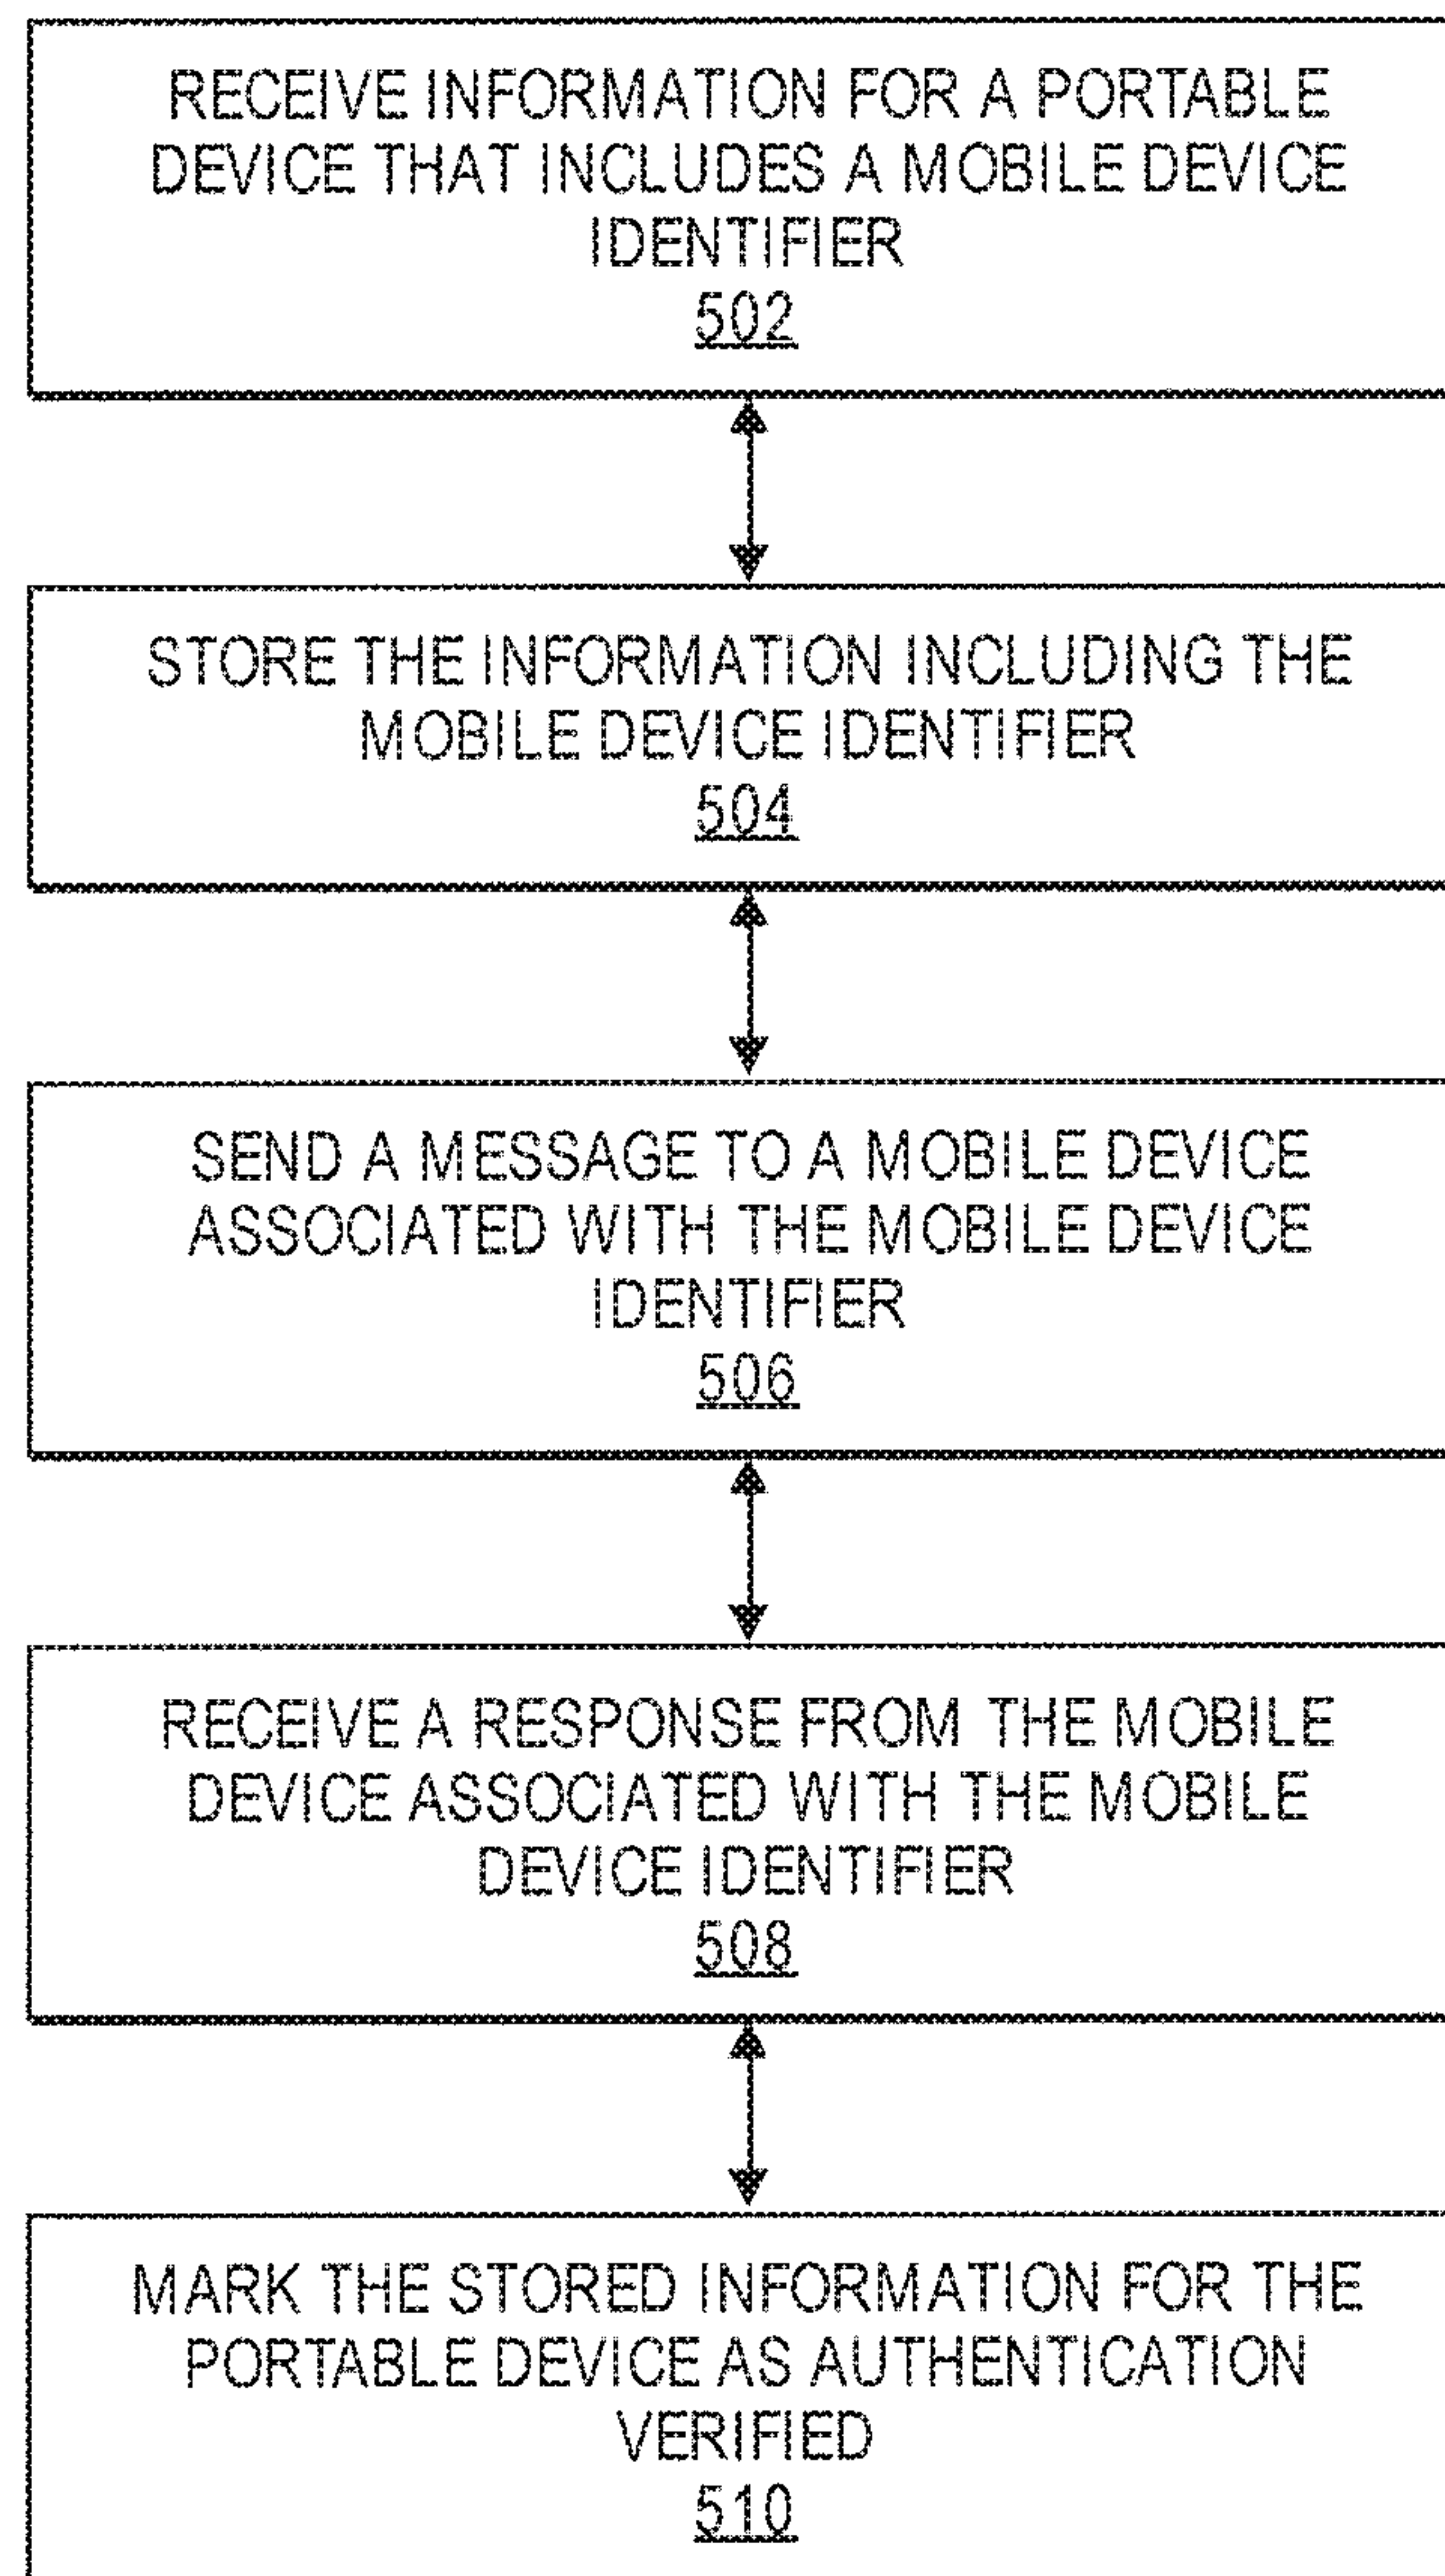 RECEIVE INFORMATION FOR A PORTABLE
DEVICE THAT INCLUDES A MOBILE DEVICE
IDENTIFIER
502
STORE THE INFORMATION INCLUDING THE
MOBILE DEVICE IDENTIFIER
504
SEND A MESSAGE TO A MOBILE DEVICE
ASSOCIATED WITH THE MOBILE DEVICE
IDENTIFIER
506
RECEIVE A RESPONSE FROM THE MOBILE
DEVICE ASSOCIATED WITH THE MOBILE
DEVICE IDENTIFIER
508
MARK THE STORED INFORMATION FOR THE
PORTABLE DEVICE AS AUTHENTICATION
VERIFIED
510